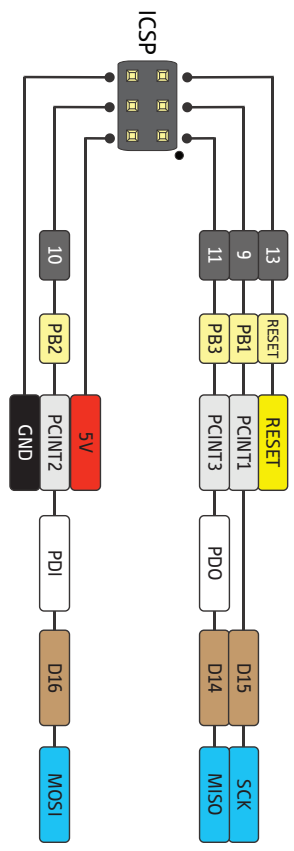 ICSP
13 RESET RESET
9 PB1 PCINT1 D15 SCK
11 PB3 PCINT3 PDO D14 MISO
5V
10 PB2 PCINT2 PDI D16 MOSI
GND